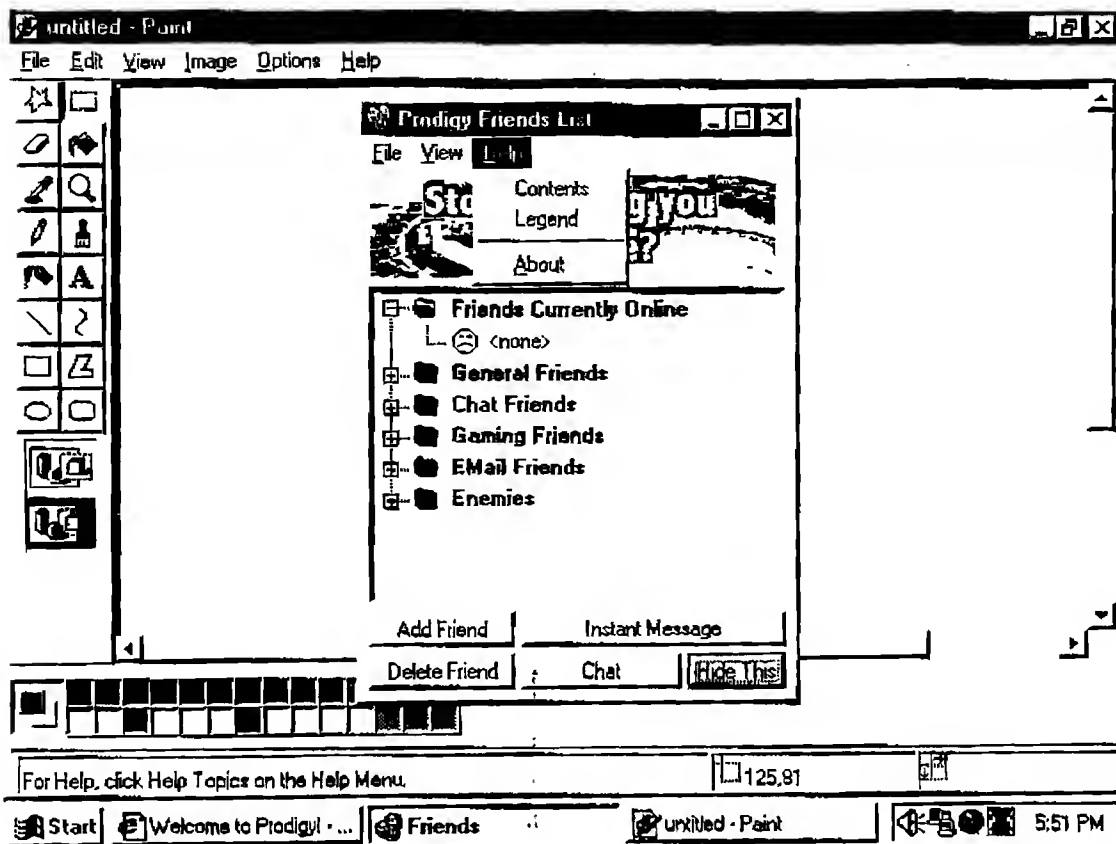 untitled - Paint
File Edit View Image Options Help
Prodigy Friends List
File View Help
Contents
Legend
About
g, you
Friends Currently Online
<none>
General Friends
Chat Friends
Gaming Friends
EMail Friends
Enemies
Add Friend Instant Message
Delete Friend Chat Hide This
For Help, click Help Topics on the Help Menu. 125,81
Start Welcome to Prodigy! - ... Friends untitled - Paint 5:51 PM